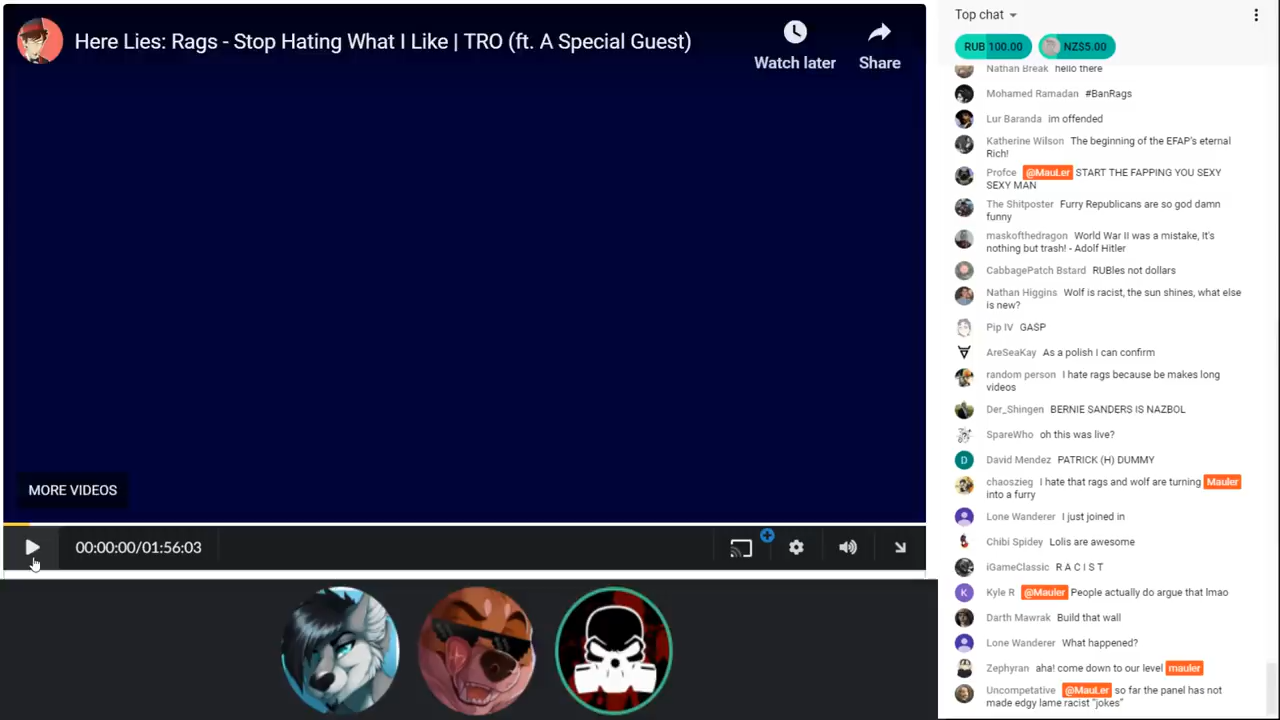 Here Lies: Rags - Stop Hating What I Like | TRO (ft. A Special Guest)
Watch later
Share
MORE VIDEOS
00:00:00/01:56:03
Top chat
RUB 100.00
NZ$5.00
Nathan Break hello there
Mohamed Ramadan #BanRags
Lur Baranda im offended
Katherine Wilson The beginning of the EFAP's eternal
Rich!
Profce @MauLer START THE FAPPING YOU SEXY
SEXY MAN
The Shitposter Furry Republicans are so god damn
funny
maskofthedragon World War II was a mistake, It's
nothing but trash! - Adolf Hitler
CabbagePatch Bstard RUBles not dollars
Nathan Higgins Wolf is racist, the sun shines, what else
is new?
Pip IV GASP
AreSeaKay As a polish I can confirm
random person I hate rags because be makes long
videos
Der_Shingen BERNIE SANDERS IS NAZBOL
SpareWho oh this was live?
D
David Mendez PATRICK (H) DUMMY
chaoszieg I hate that rags and wolf are turning Mauler
into a furry
Lone Wanderer I just joined in
Chibi Spidey Lolis are awesome
iGameClassic R A C I S T
K
Kyle R @Mauler People actually do argue that lmao
Darth Mawrak Build that wall
Lone Wanderer What happened?
Zephyran aha! come down to our level mauler
Uncompetative @MauLer so far the panel has not
made edgy lame racist "jokes"